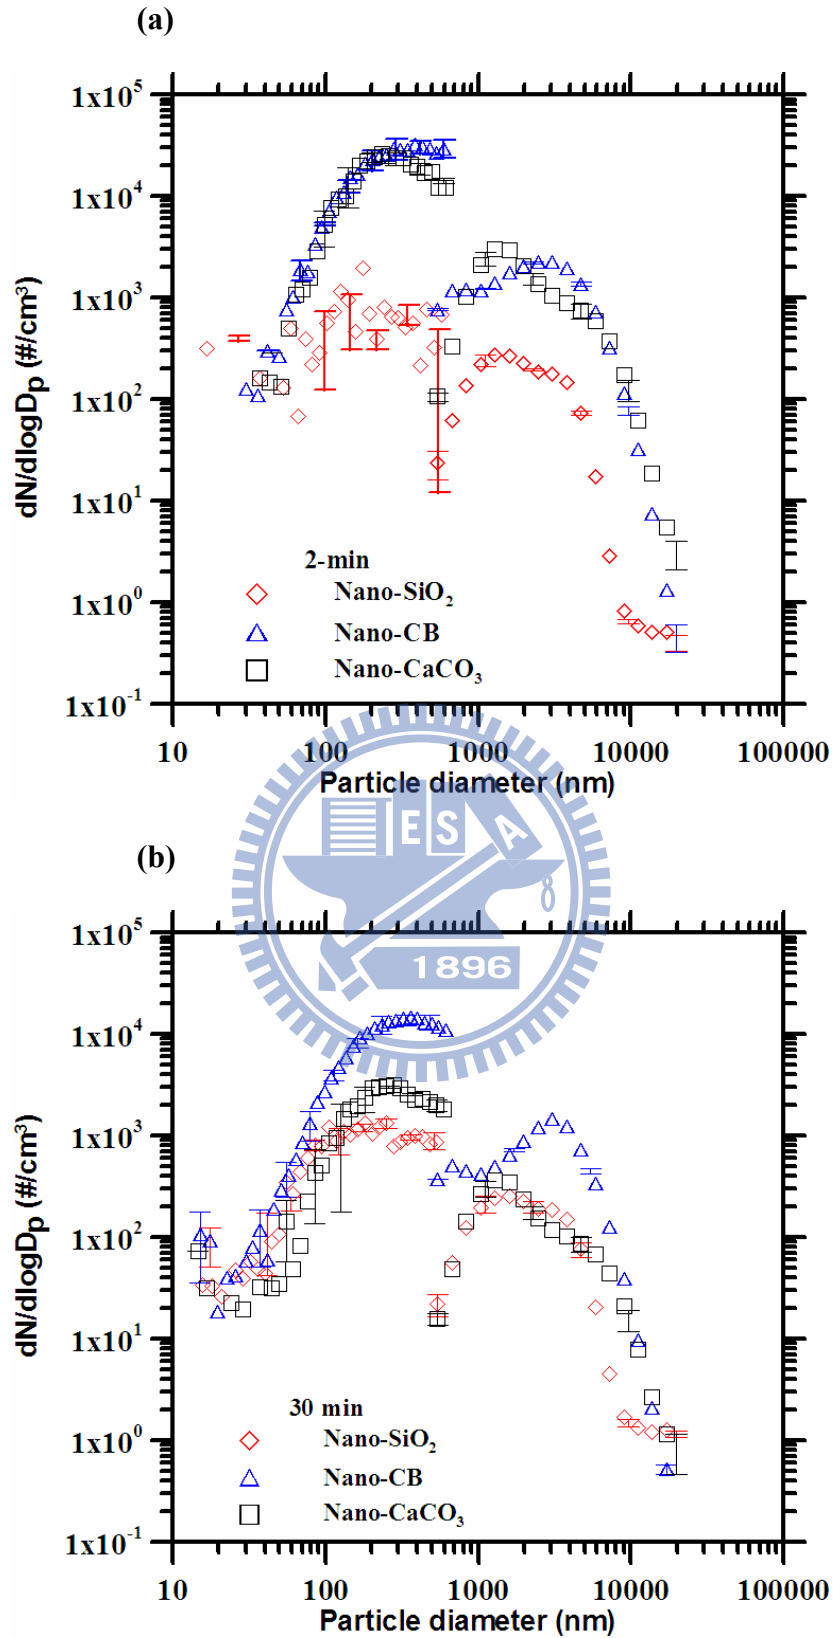 (a)
1x10⁵
1x10⁴
1x10³
1x10²
1x10¹
1x10⁰
1x10⁻¹
dN/dlogDₚ (#/cm³)
2-min
Nano-SiO₂
Nano-CB
Nano-CaCO₃
10 100 1000 10000 100000
Particle diameter (nm)
E S A
1896
(b)
1x10⁵
1x10⁴
1x10³
1x10²
1x10¹
1x10⁰
1x10⁻¹
dN/dlogDₚ (#/cm³)
30 min
Nano-SiO₂
Nano-CB
Nano-CaCO₃
10 100 1000 10000 100000
Particle diameter (nm)